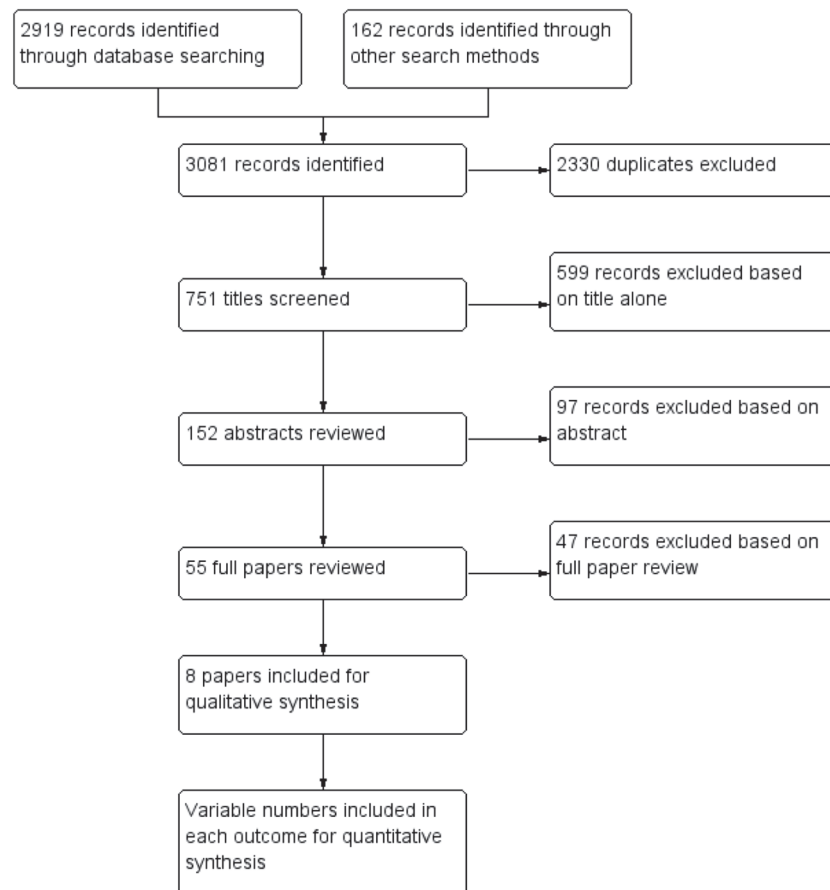 2919 records identified
through database searching
162 records identified through
other search methods
3081 records identified
2330 duplicates excluded
751 titles screened
599 records excluded based
on title alone
152 abstracts reviewed
97 records excluded based on
abstract
55 full papers reviewed
47 records excluded based on
full paper review
8 papers included for
qualitative synthesis
Variable numbers included in
each outcome for quantitative
synthesis